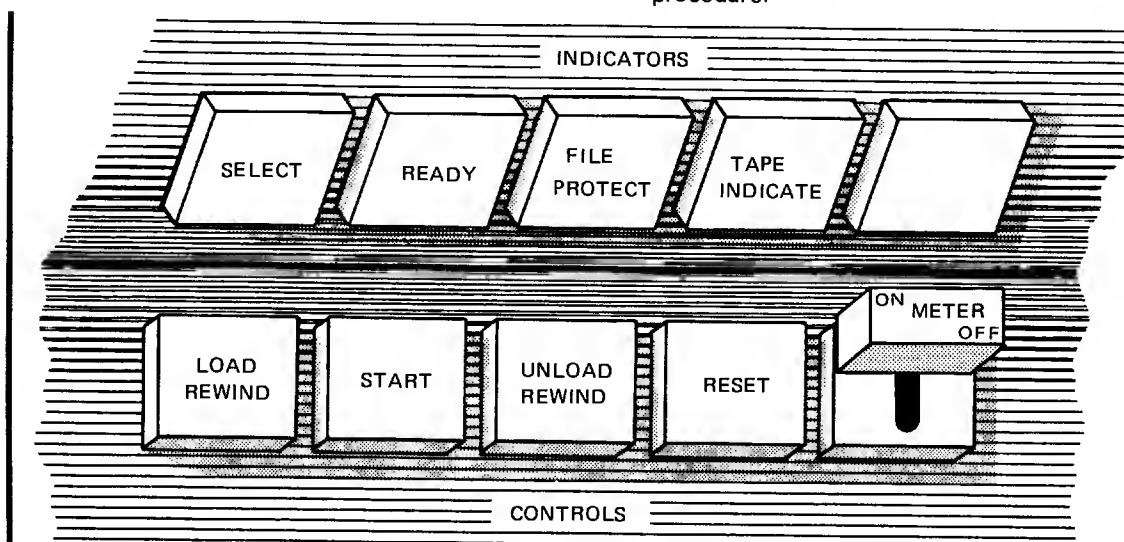 procedure.
INDICATORS
SELECT
READY
FILE
PROTECT
TAPE
INDICATE
ON METER OFF
LOAD
REWIND
START
UNLOAD
REWIND
RESET
CONTROLS